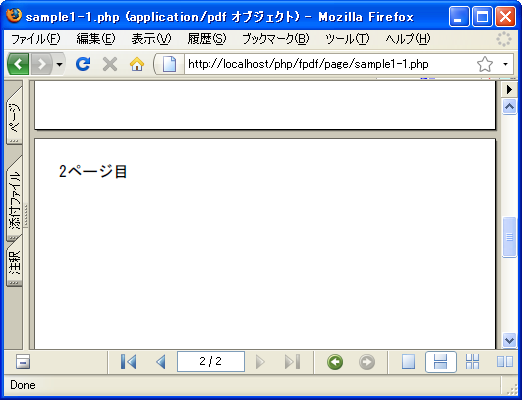 sample1-1.php (application/pdf オブジェクト) - Mozilla Firefox
ファイル(F) 編集(E) 表示(V) 履歴(S) ブックマーク(B) ツール(T) ヘルプ(H)
http://localhost/php/fpdf/page/sample1-1.php
ページ
添付ファイル
注釈
2ページ目
2 / 2
Done